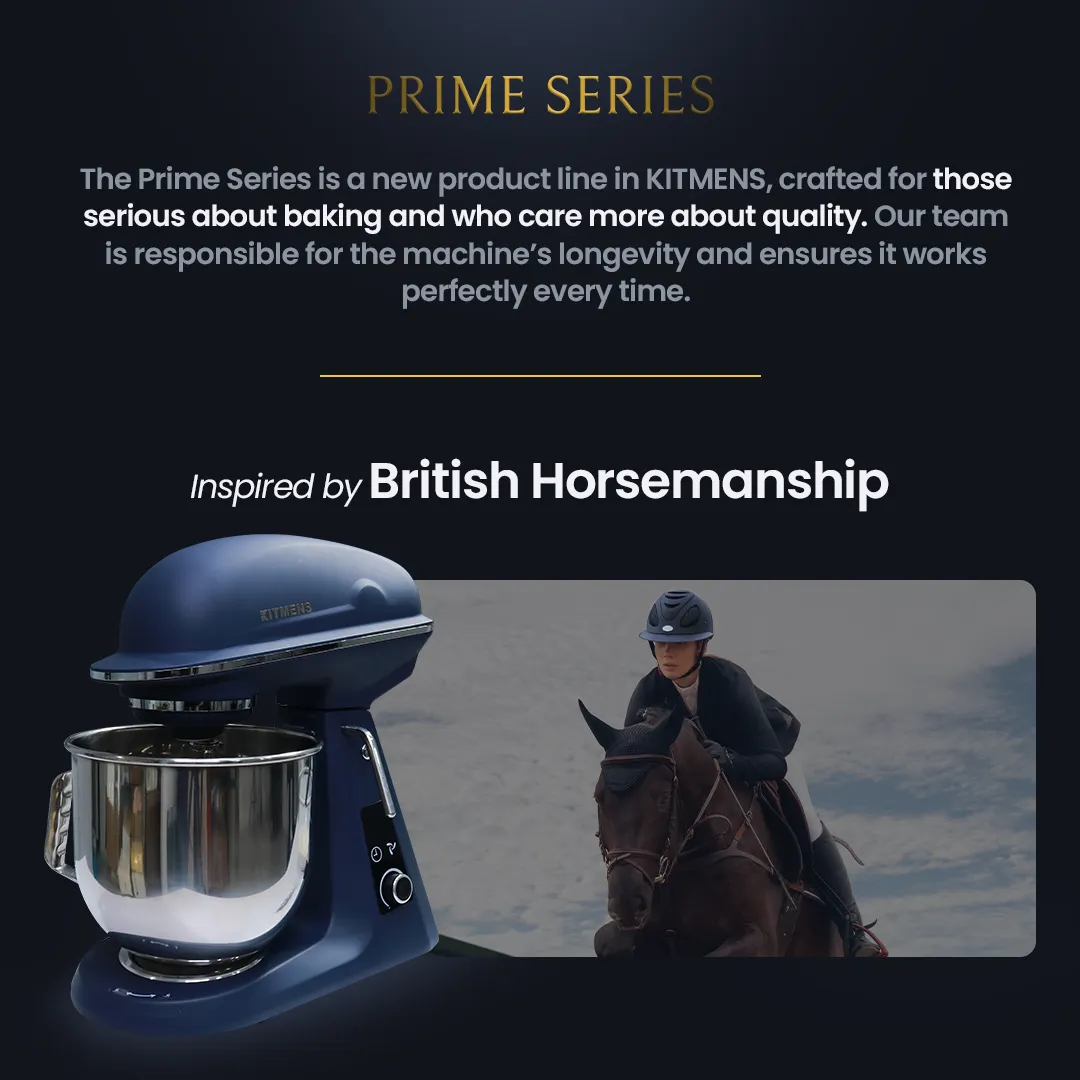 PRIME SERIES
The Prime Series is a new product line in KITMENS, crafted for those
serious about baking and who care more about quality. Our team
is responsible for the machine’s longevity and ensures it works
perfectly every time.
Inspired by British Horsemanship
KITMENS